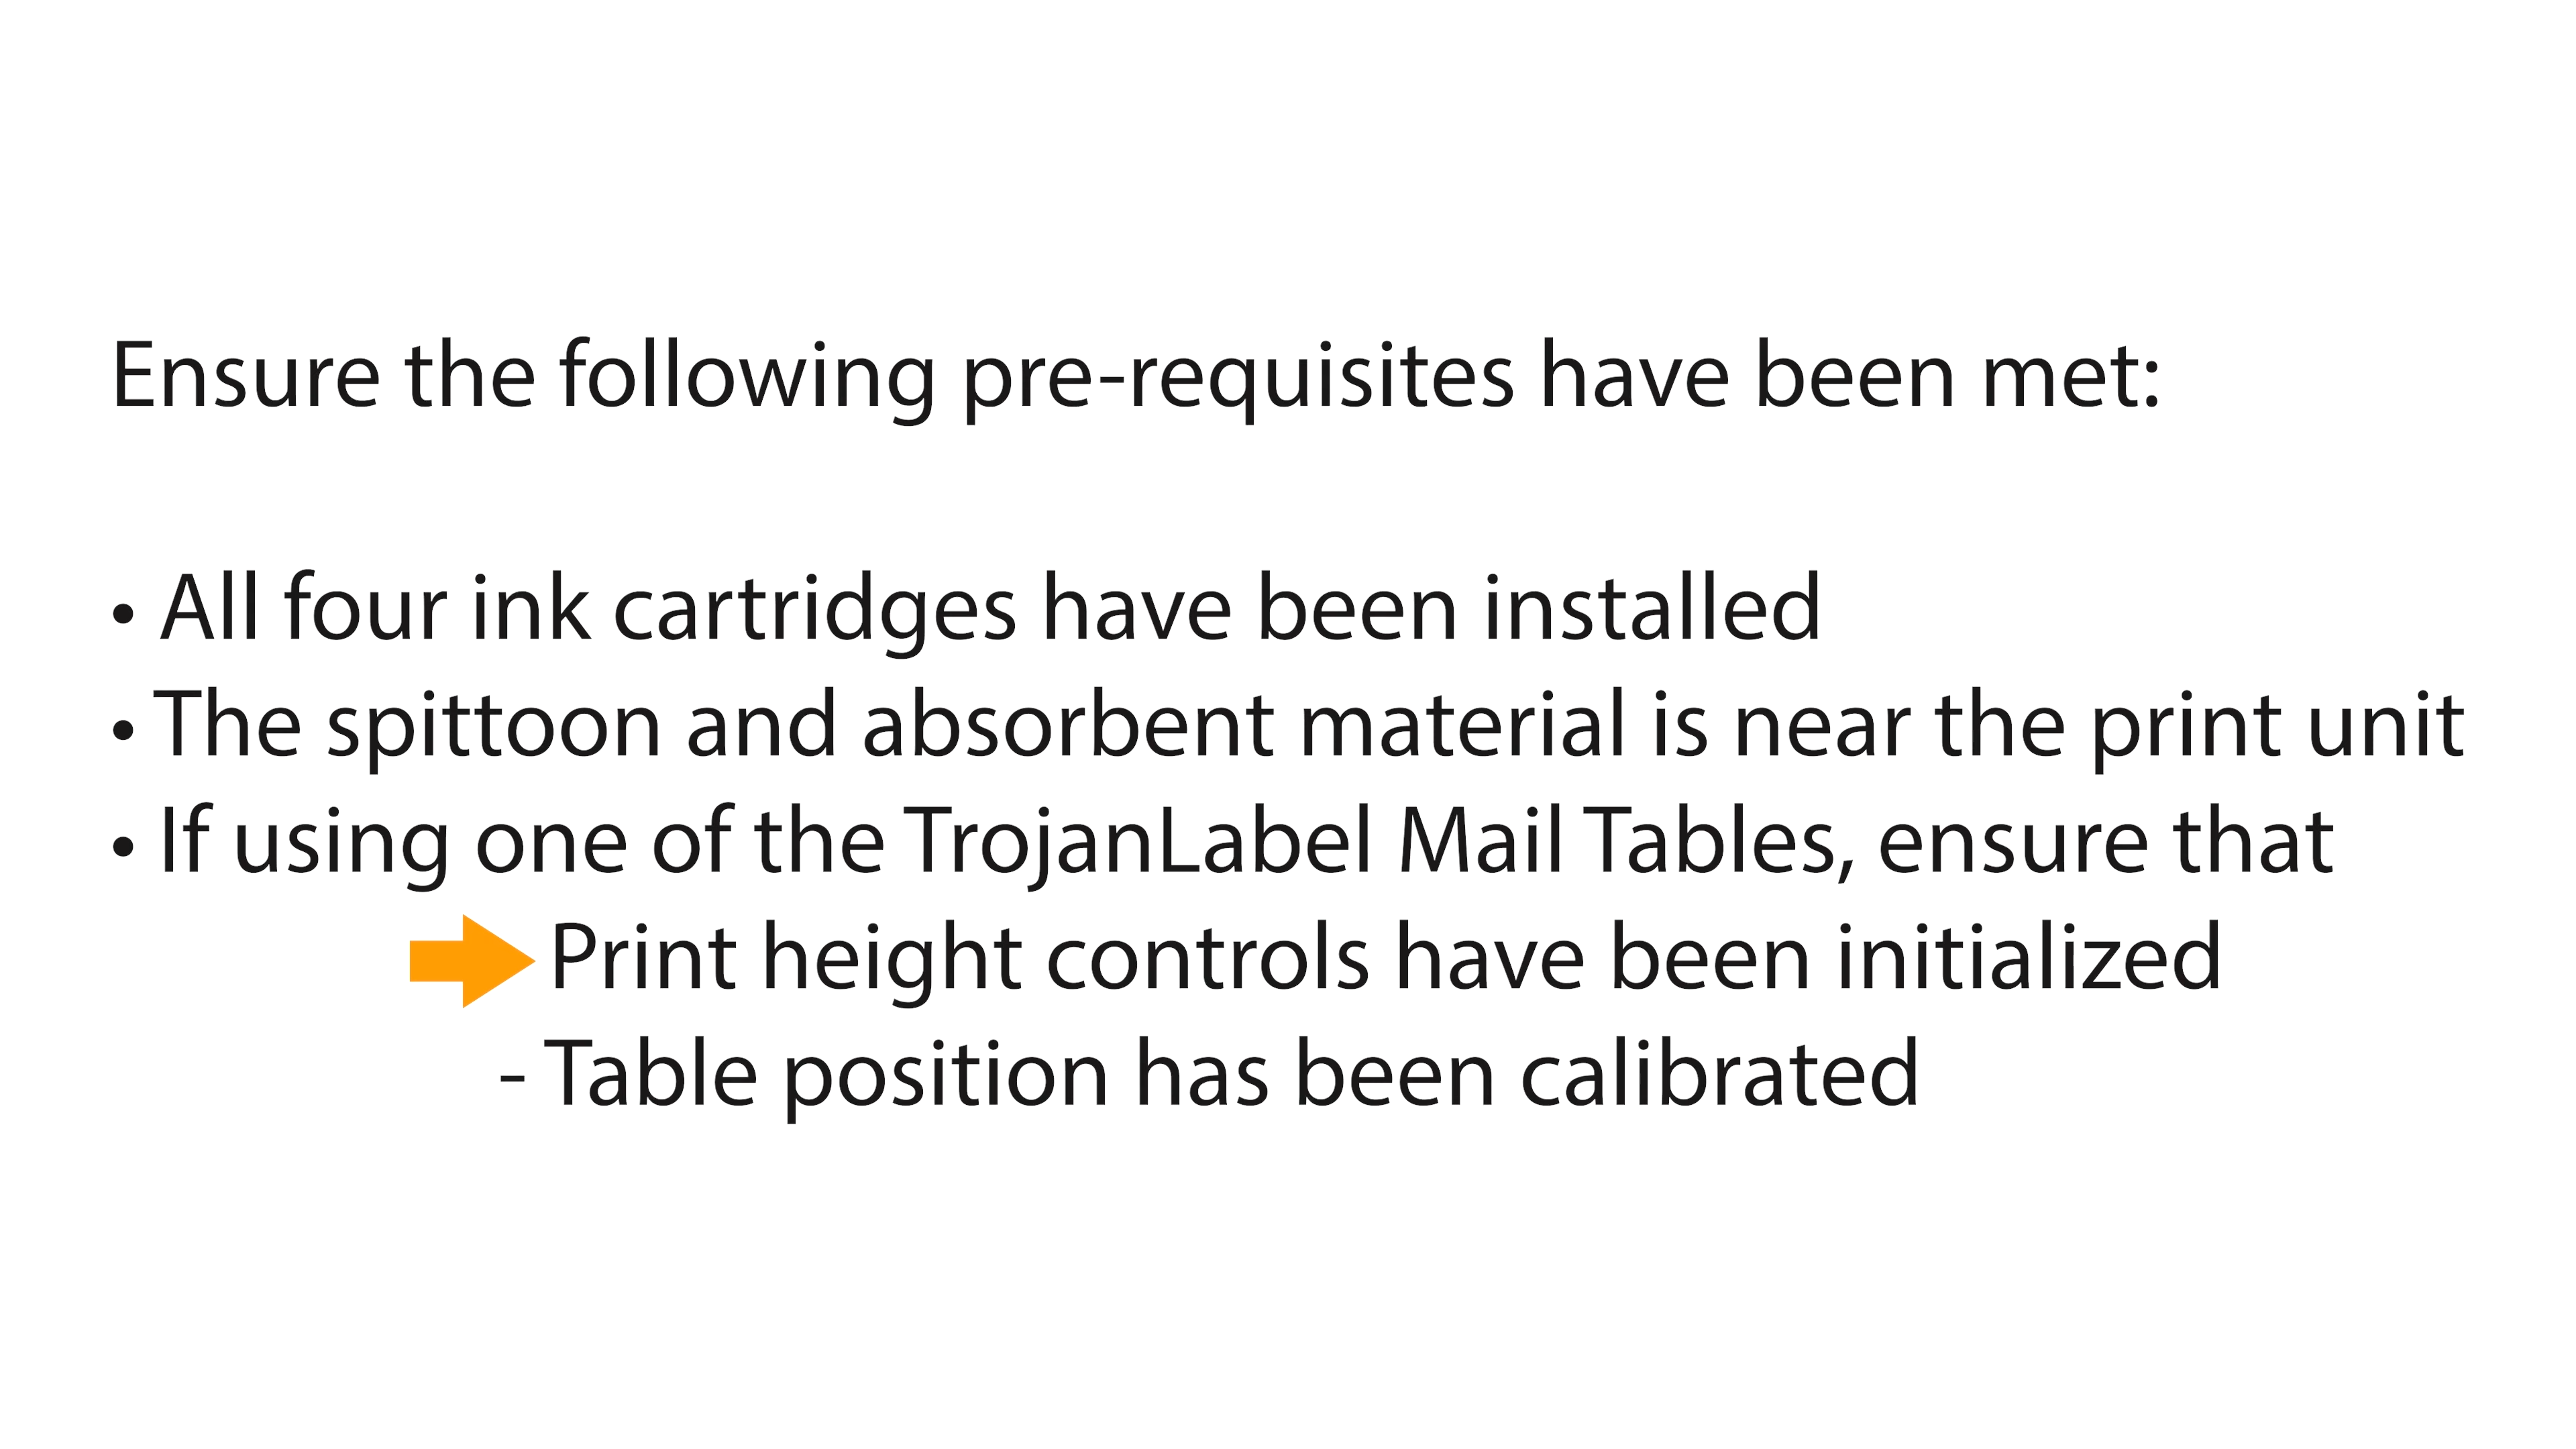 Ensure the following pre-requisites have been met:
• All four ink cartridges have been installed
• The spittoon and absorbent material is near the print unit
• If using one of the TrojanLabel Mail Tables, ensure that
Print height controls have been initialized
- Table position has been calibrated